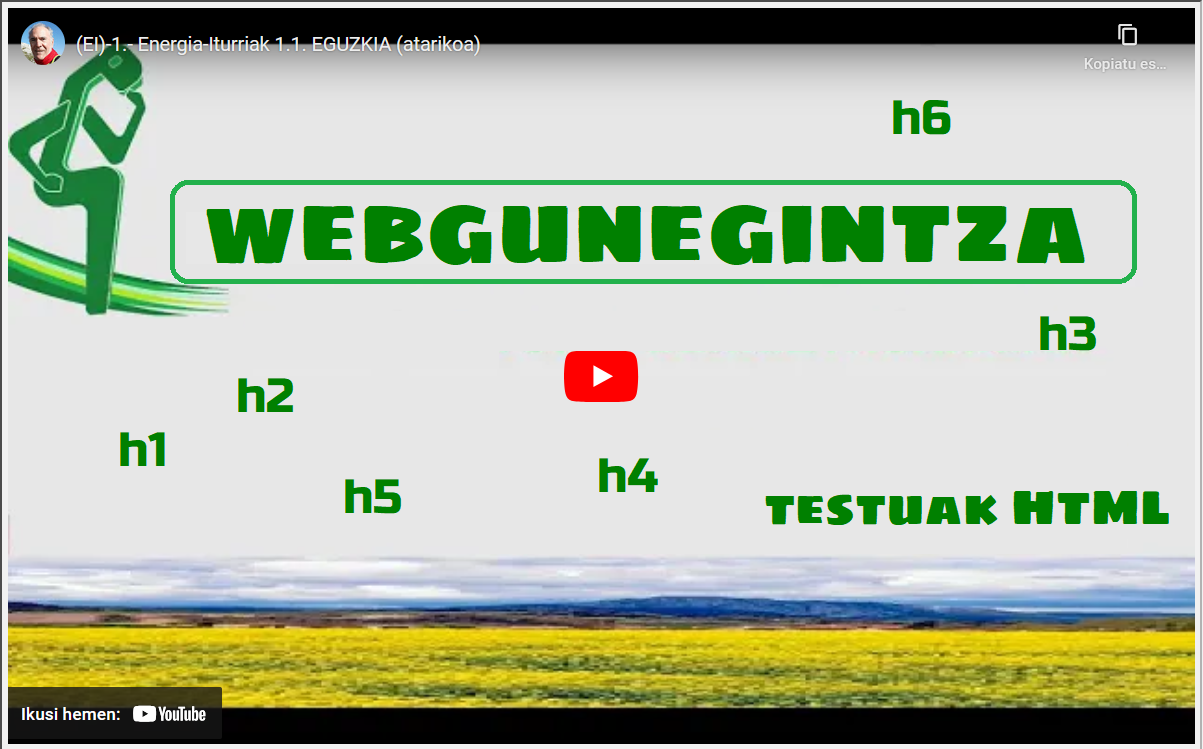 (EI)-1.- Energia-Iturriak 1.1. EGUZKIA (atarikoa)
Kopiatu es...
h6
WEBGUNEGINTZA
h3
h2
h1
h5
h4
TESTUAK HTML
Ikusi hemen: YouTube